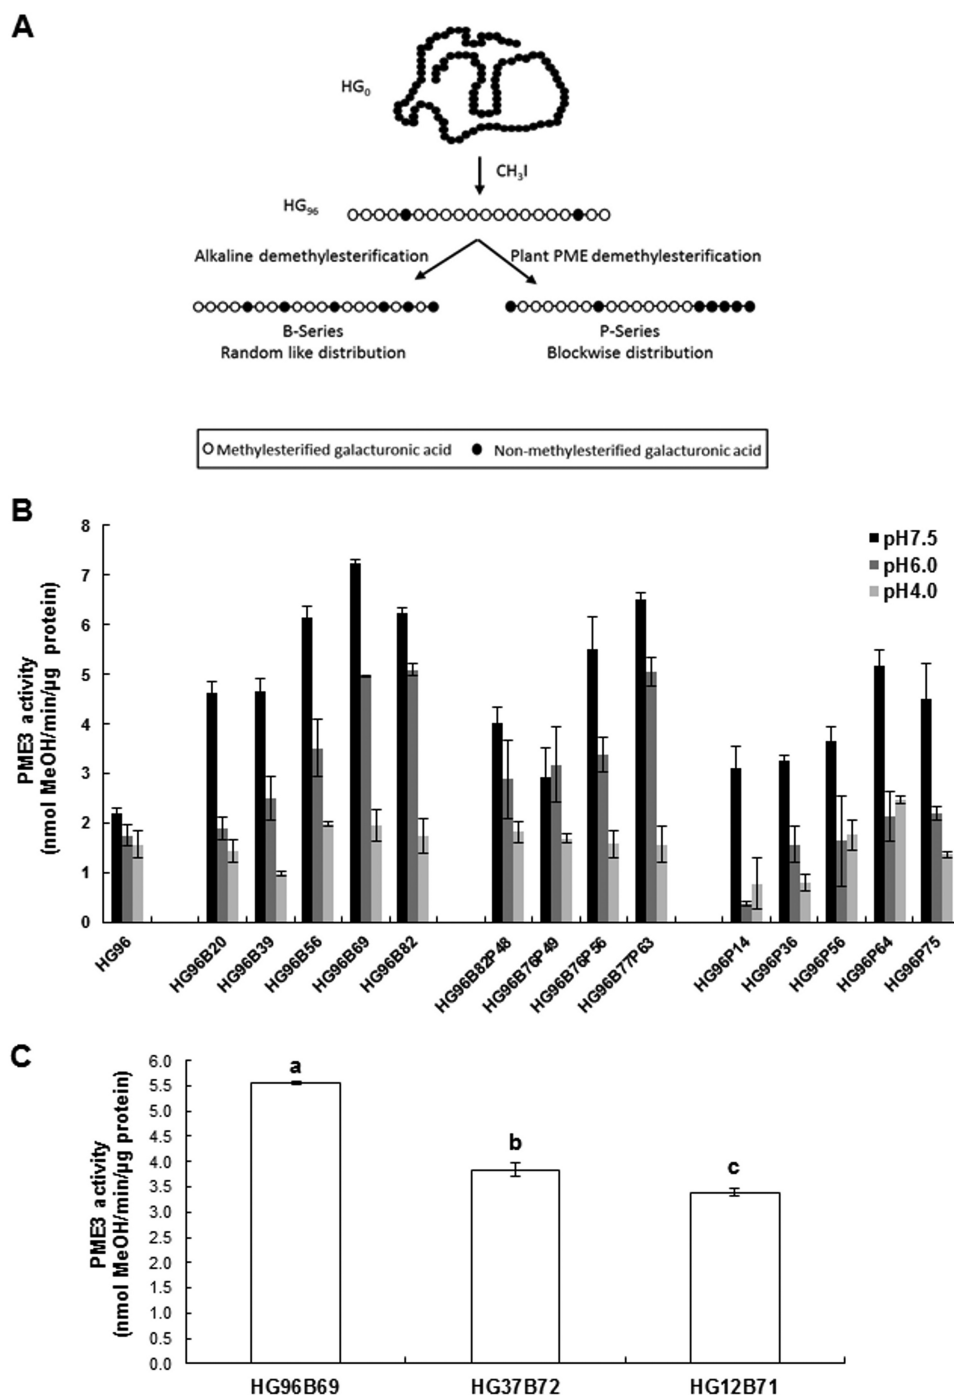 A
HG₀
CH₃I
HG₉₆
Alkaline demethylesterification
Plant PME demethylesterification
B-Series
Random like distribution
P-Series
Blockwise distribution
Methylesterified galacturonic acid
Non-methylesterified galacturonic acid
B
PME3 activity
(nmol MeOH/min/µg protein)
8
7
6
5
4
3
2
1
0
pH7.5
pH6.0
pH4.0
HG96
HG96B20
HG96B39
HG96B56
HG96B69
HG96B82
HG96B82P48
HG96B76P49
HG96B76P56
HG96B77P63
HG96P14
HG96P36
HG96P56
HG96P64
HG96P75
C
PME3 activity
(nmol MeOH/min/µg protein)
6.0
5.5
5.0
4.5
4.0
3.5
3.0
2.5
2.0
1.5
1.0
0.5
0.0
a
b
c
HG96B69
HG37B72
HG12B71